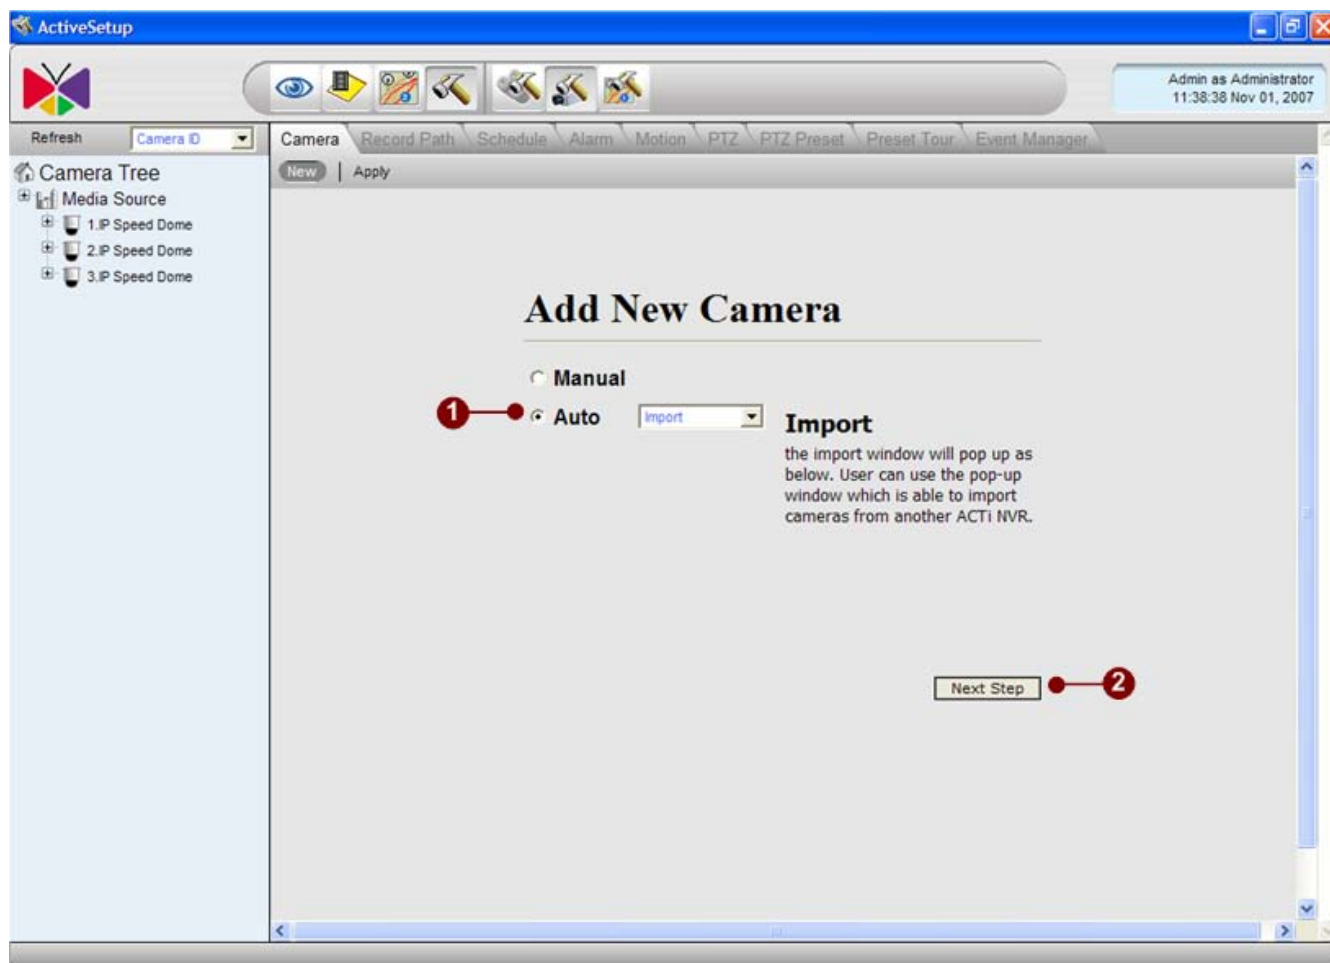 ActiveSetup
Admin as Administrator
11:38:38 Nov 01, 2007
Refresh
Camera ID
Camera Record Path Schedule Alarm Motion PTZ PTZ Preset Preset Tour Event Manager
New | Apply
Camera Tree
Media Source
1.IP Speed Dome
2.IP Speed Dome
3.IP Speed Dome
Add New Camera
Manual
1
Auto
Import
Import
the import window will pop up as
below. User can use the pop-up
window which is able to import
cameras from another ACTi NVR.
Next Step
2